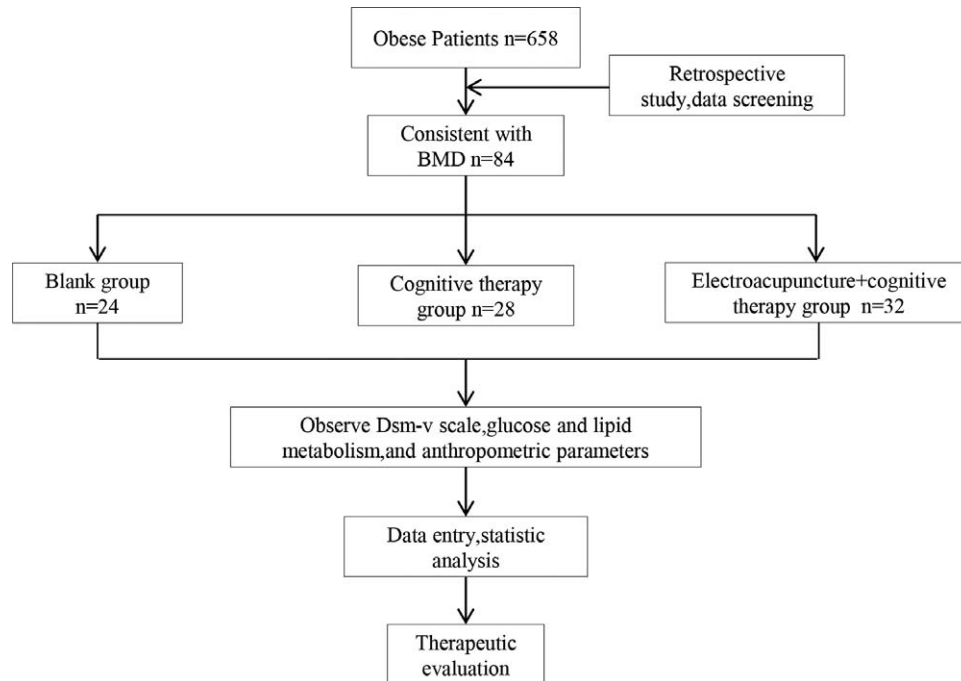 Obese Patients n=658
Retrospective
study,data screening
Consistent with
BMD n=84
Blank group
n=24
Cognitive therapy
group n=28
Electroacupuncture+cognitive
therapy group n=32
Observe Dsm-v scale,glucose and lipid
metabolism,and anthropometric parameters
Data entry,statistic
analysis
Therapeutic
evaluation